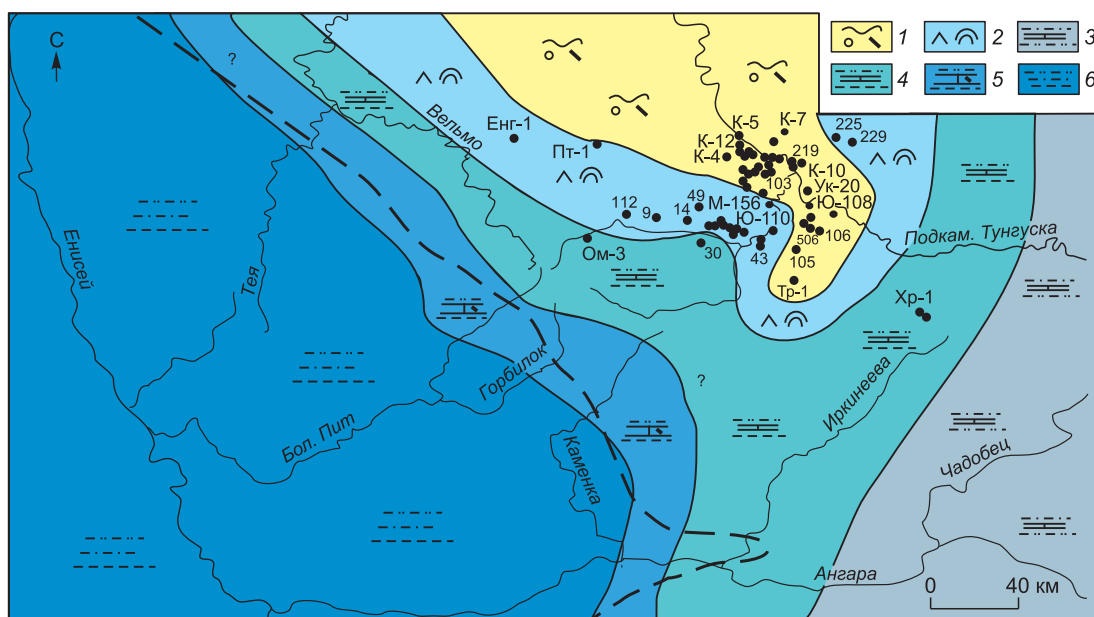 С
1
2
3
4
5
6
?
Вельмо
Енг-1
Пт-1
К-5
К-7
К-12
К-4
219
К-10
103
225
229
Ук-20
Ю-108
112
9
49
14
М-156
Ю-110
506
106
Ом-3
30
43
105
Подкам. Тунгуска
Тр-1
Хр-1
Енисей
Тея
Горбилок
?
Иркинеева
Бол. Пит
Каменка
Чадобец
Ангара
0 40 км